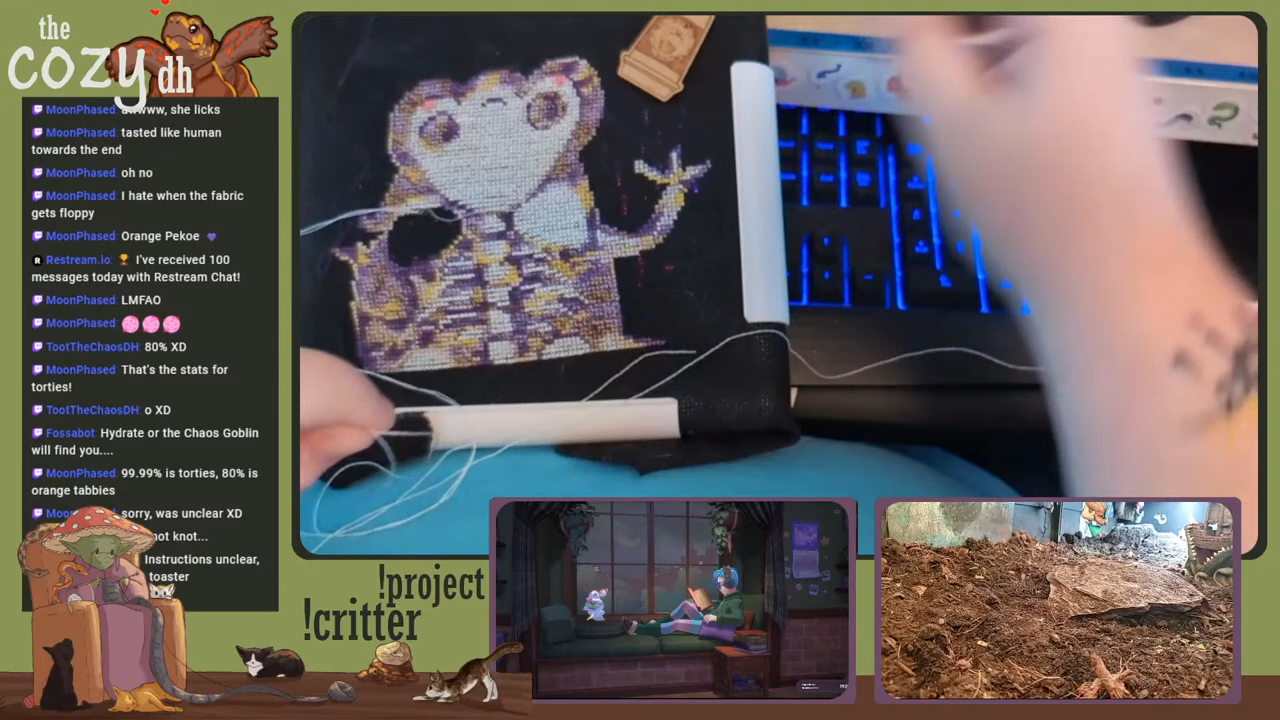 the
cozy dh
MoonPhased: awwww, she licks
MoonPhased: tasted like human
towards the end
MoonPhased: oh no
MoonPhased: I hate when the fabric
gets floppy
MoonPhased: Orange Pekoe
Restream.io: I've received 100
messages today with Restream Chat!
MoonPhased: LMFAO
MoonPhased:
TootTheChaosDH: 80% XD
MoonPhased: That's the stats for
torties!
TootTheChaosDH: o XD
Fossabot: Hydrate or the Chaos Goblin
will find you....
MoonPhased: 99.99% is torties, 80% is
orange tabbies
Moon sorry, was unclear XD
not knot...
Instructions unclear,
toaster
!project
!critter